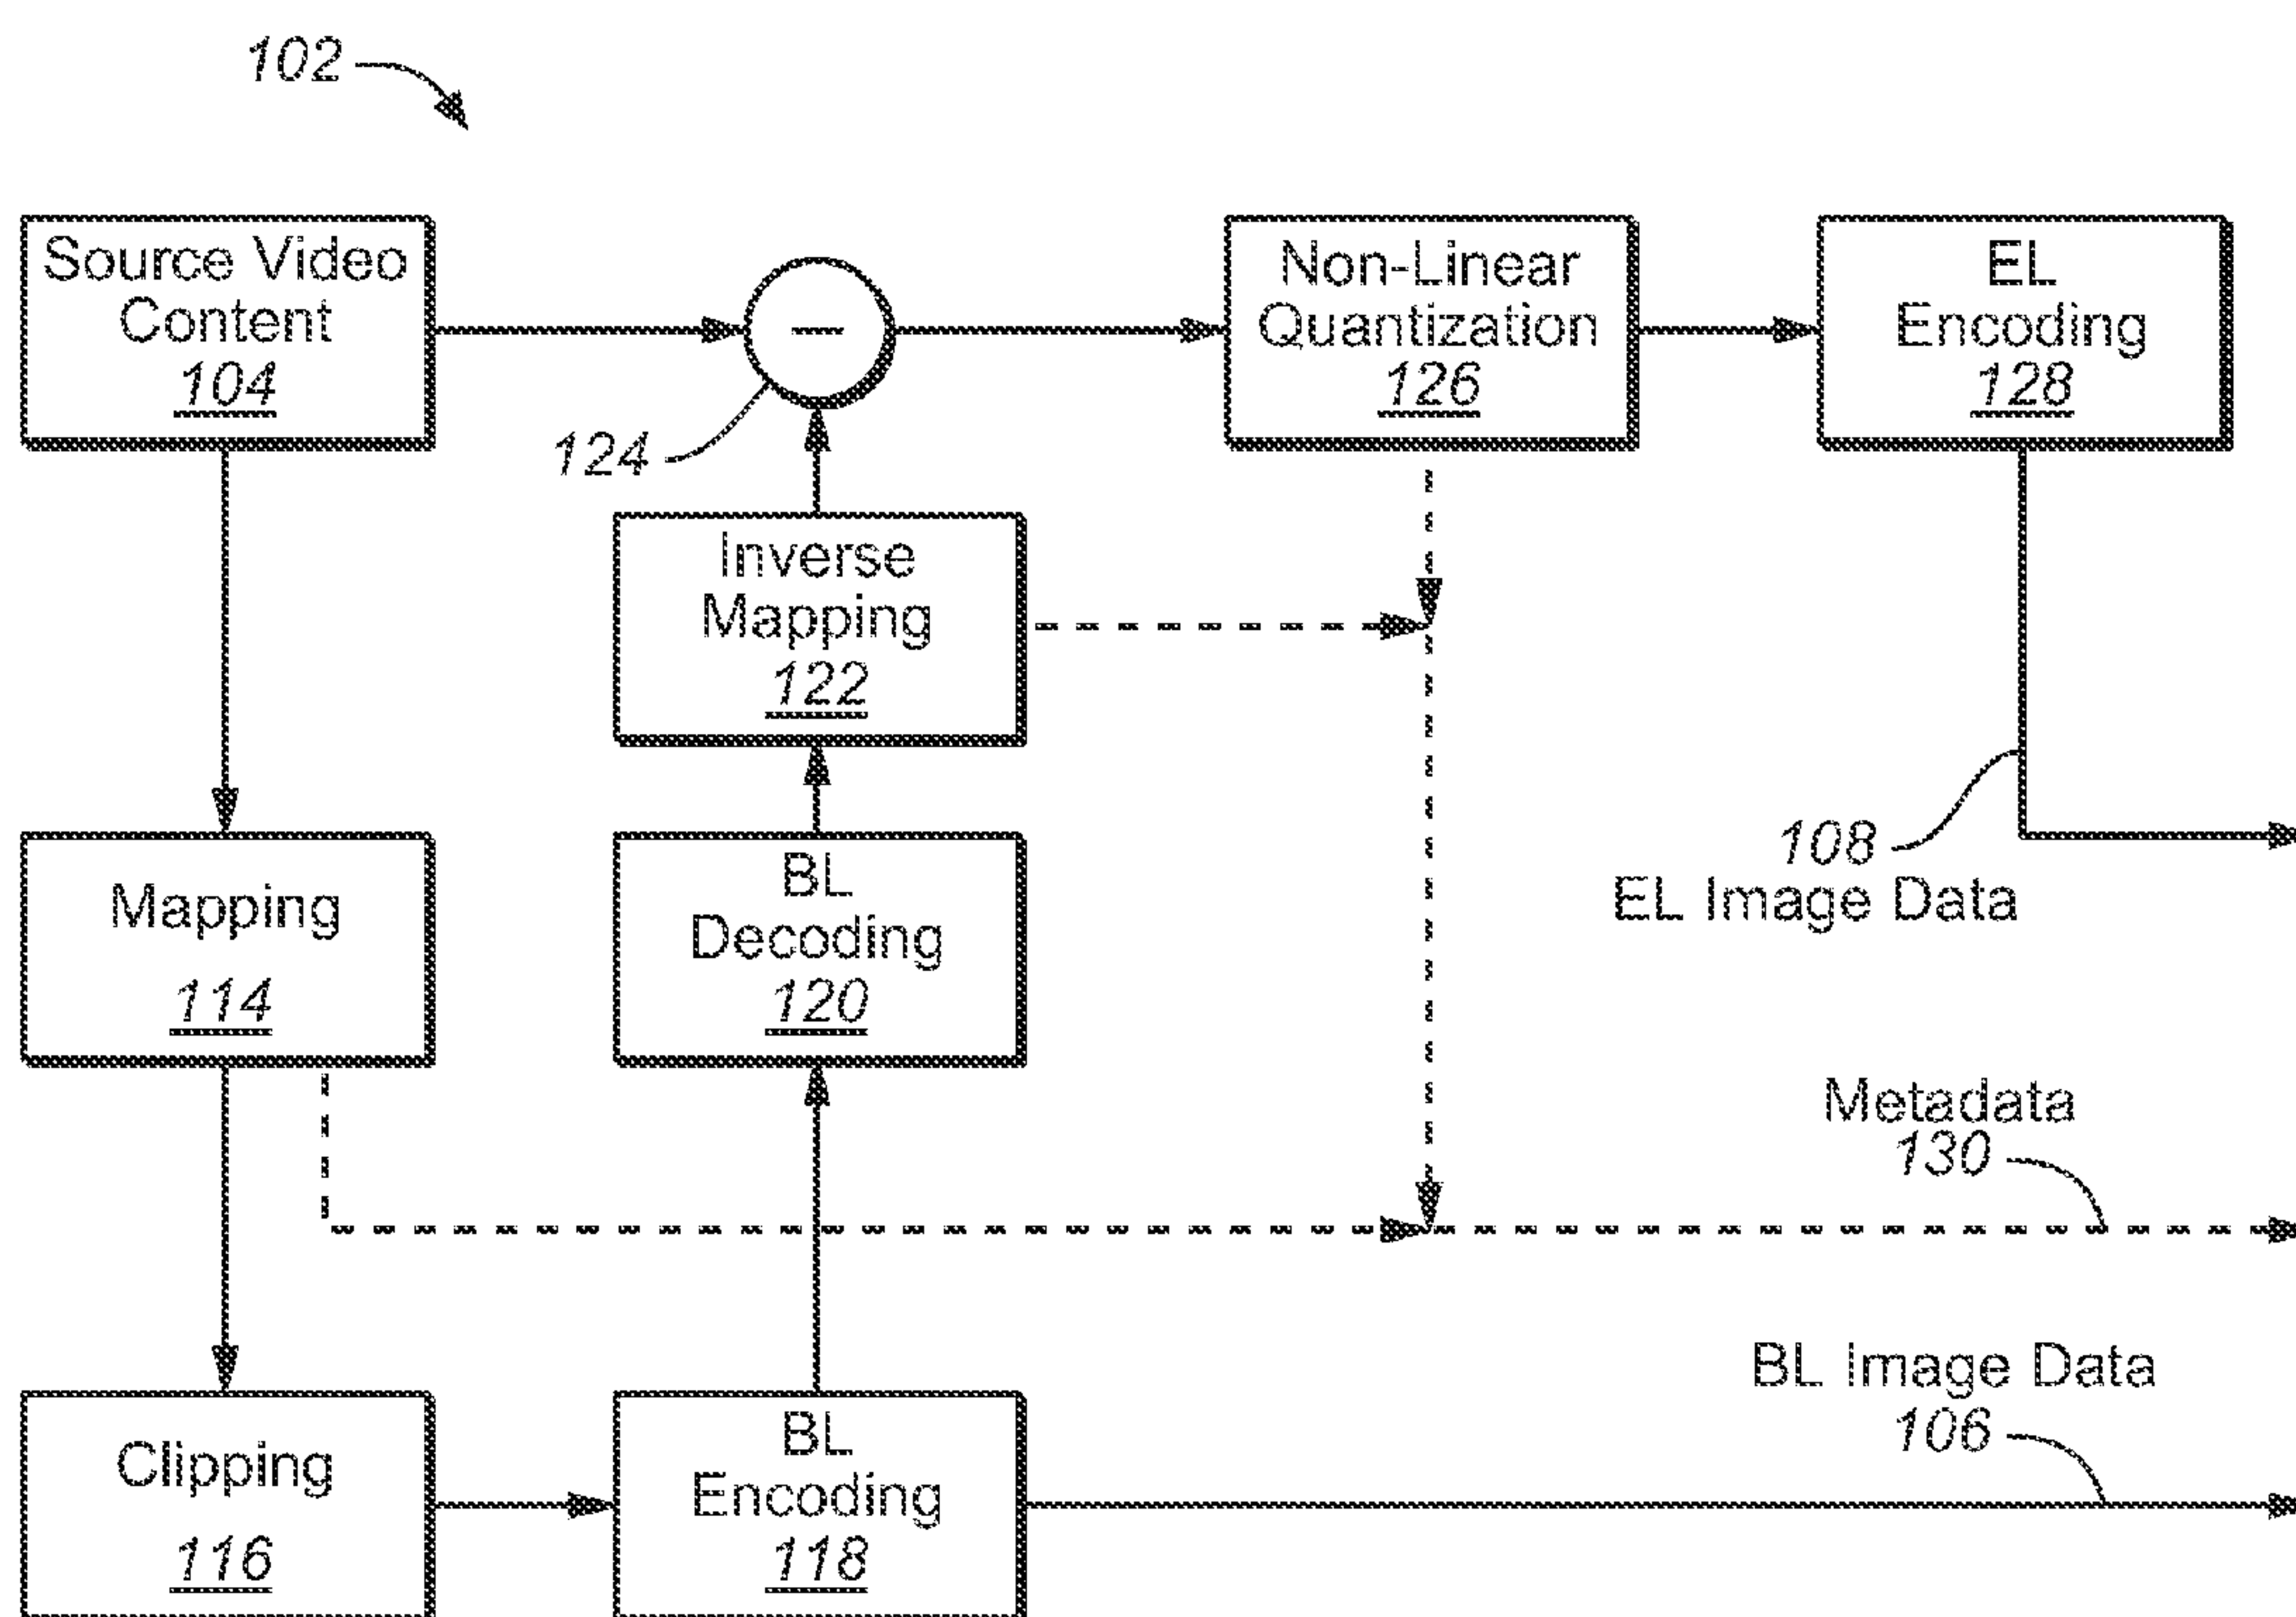 102
Source Video
Content
104
124
Non-Linear
Quantization
126
EL
Encoding
128
Inverse
Mapping
122
Mapping
114
BL
Decoding
120
108
EL Image Data
Metadata
130
Clipping
116
BL
Encoding
118
BL Image Data
106